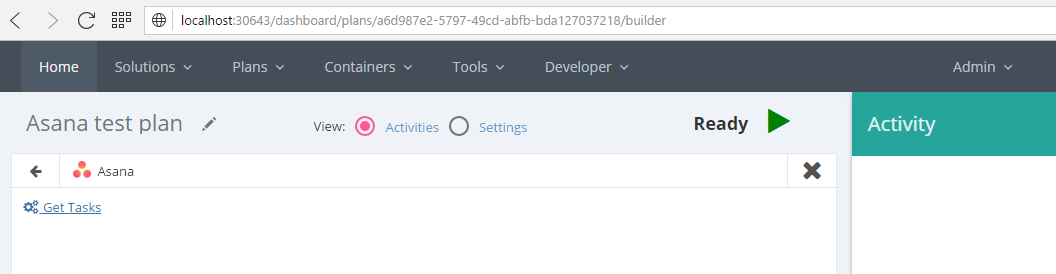 localhost:30643/dashboard/plans/a6d987e2-5797-49cd-abfb-bda127037218/builder
Home Solutions Plans Containers Tools Developer Admin
Asana test plan View: Activities Settings Ready Activity
Asana
Get Tasks